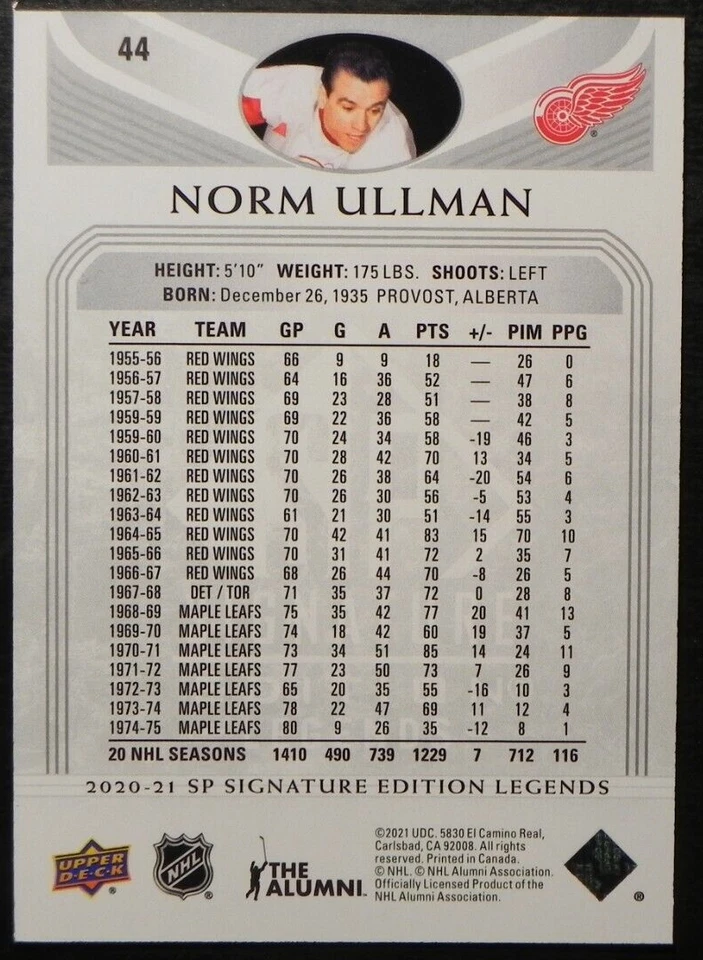 44
NORM ULLMAN
HEIGHT: 5'10" WEIGHT: 175 LBS. SHOOTS: LEFT
BORN: December 26, 1935 PROVOST, ALBERTA
YEAR TEAM GP G A PTS +/- PIM PPG
1955-56 RED WINGS 66 9 9 18 — 26 0
1956-57 RED WINGS 64 16 36 52 — 47 6
1957-58 RED WINGS 69 23 28 51 — 38 8
1959-59 RED WINGS 69 22 36 58 — 42 5
1959-60 RED WINGS 70 24 34 58 -19 46 3
1960-61 RED WINGS 70 28 42 70 13 34 5
1961-62 RED WINGS 70 26 38 64 -20 54 6
1962-63 RED WINGS 70 26 30 56 -5 53 4
1963-64 RED WINGS 61 21 30 51 -14 55 3
1964-65 RED WINGS 70 42 41 83 15 70 10
1965-66 RED WINGS 70 31 41 72 2 35 7
1966-67 RED WINGS 68 26 44 70 -8 26 5
1967-68 DET / TOR 71 35 37 72 0 28 8
1968-69 MAPLE LEAFS 75 35 42 77 20 41 13
1969-70 MAPLE LEAFS 74 18 42 60 19 37 5
1970-71 MAPLE LEAFS 73 34 51 85 14 24 11
1971-72 MAPLE LEAFS 77 23 50 73 7 26 9
1972-73 MAPLE LEAFS 65 20 35 55 -16 10 3
1973-74 MAPLE LEAFS 78 22 47 69 11 12 4
1974-75 MAPLE LEAFS 80 9 26 35 -12 8 1
20 NHL SEASONS 1410 490 739 1229 7 712 116
2020-21 SP SIGNATURE EDITION LEGENDS
UPPER
D·E·C·K
®
NHL
®
THE
ALUMNI
©2021 UDC. 5830 El Camino Real,
Carlsbad, CA 92008. All rights
reserved. Printed in Canada.
© NHL. © NHL Alumni Association.
Officially Licensed Product of the
NHL Alumni Association.
®